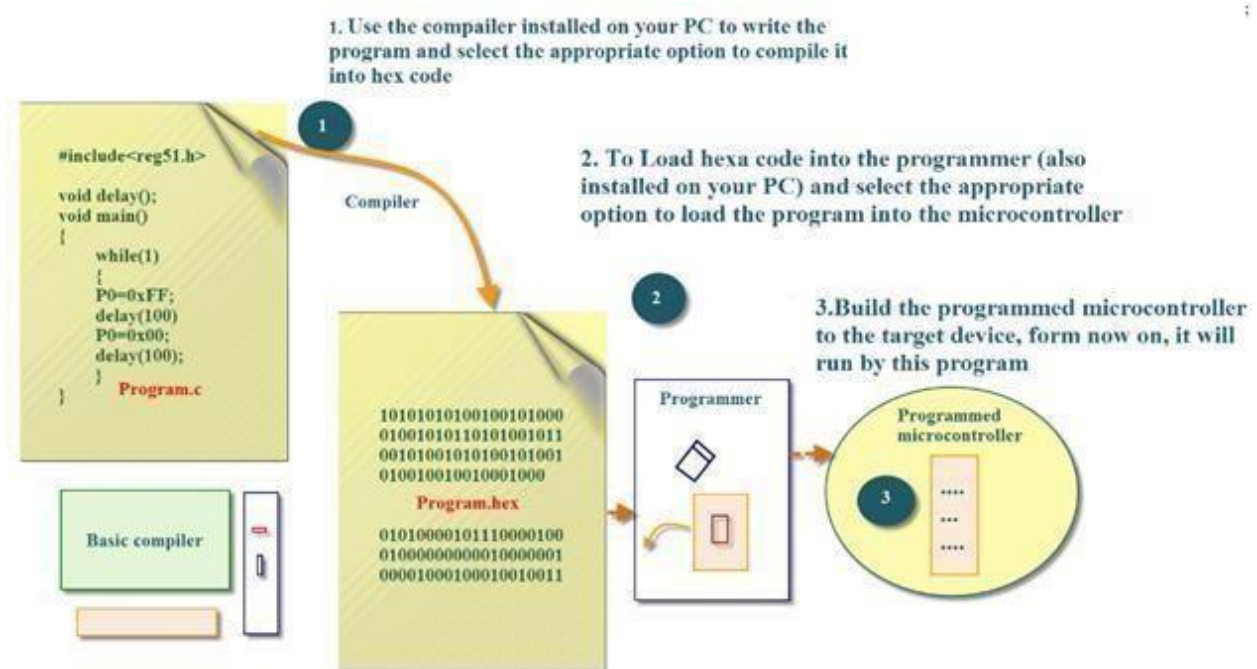 1. Use the compailer installed on your PC to write the
program and select the appropriate option to compile it
into hex code
1
#include<reg51.h>
void delay();
void main()
{
while(1)
{
P0=0xFF;
delay(100)
P0=0x00;
delay(100);
}
Program.c
}
Compiler
2. To Load hexa code into the programmer (also
installed on your PC) and select the appropriate
option to load the program into the microcontroller
2
3.Build the programmed microcontroller
to the target device, form now on, it will
run by this program
Basic compiler
10101010100100101000
01001010110101001011
00101001010100101001
010010010010001000
Program.hex
01010000101110000100
01000000000010000001
00001000100010010011
Programmer
Programmed
microcontroller
3
....
...
....